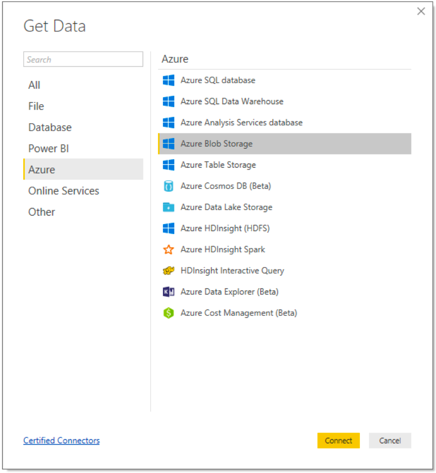 Get Data
Search
All
File
Database
Power BI
Azure
Online Services
Other
Azure
Azure SQL database
Azure SQL Data Warehouse
Azure Analysis Services database
Azure Blob Storage
Azure Table Storage
Azure Cosmos DB (Beta)
Azure Data Lake Storage
Azure HDInsight (HDFS)
Azure HDInsight Spark
HDInsight Interactive Query
Azure Data Explorer (Beta)
Azure Cost Management (Beta)
Certified Connectors
Connect
Cancel